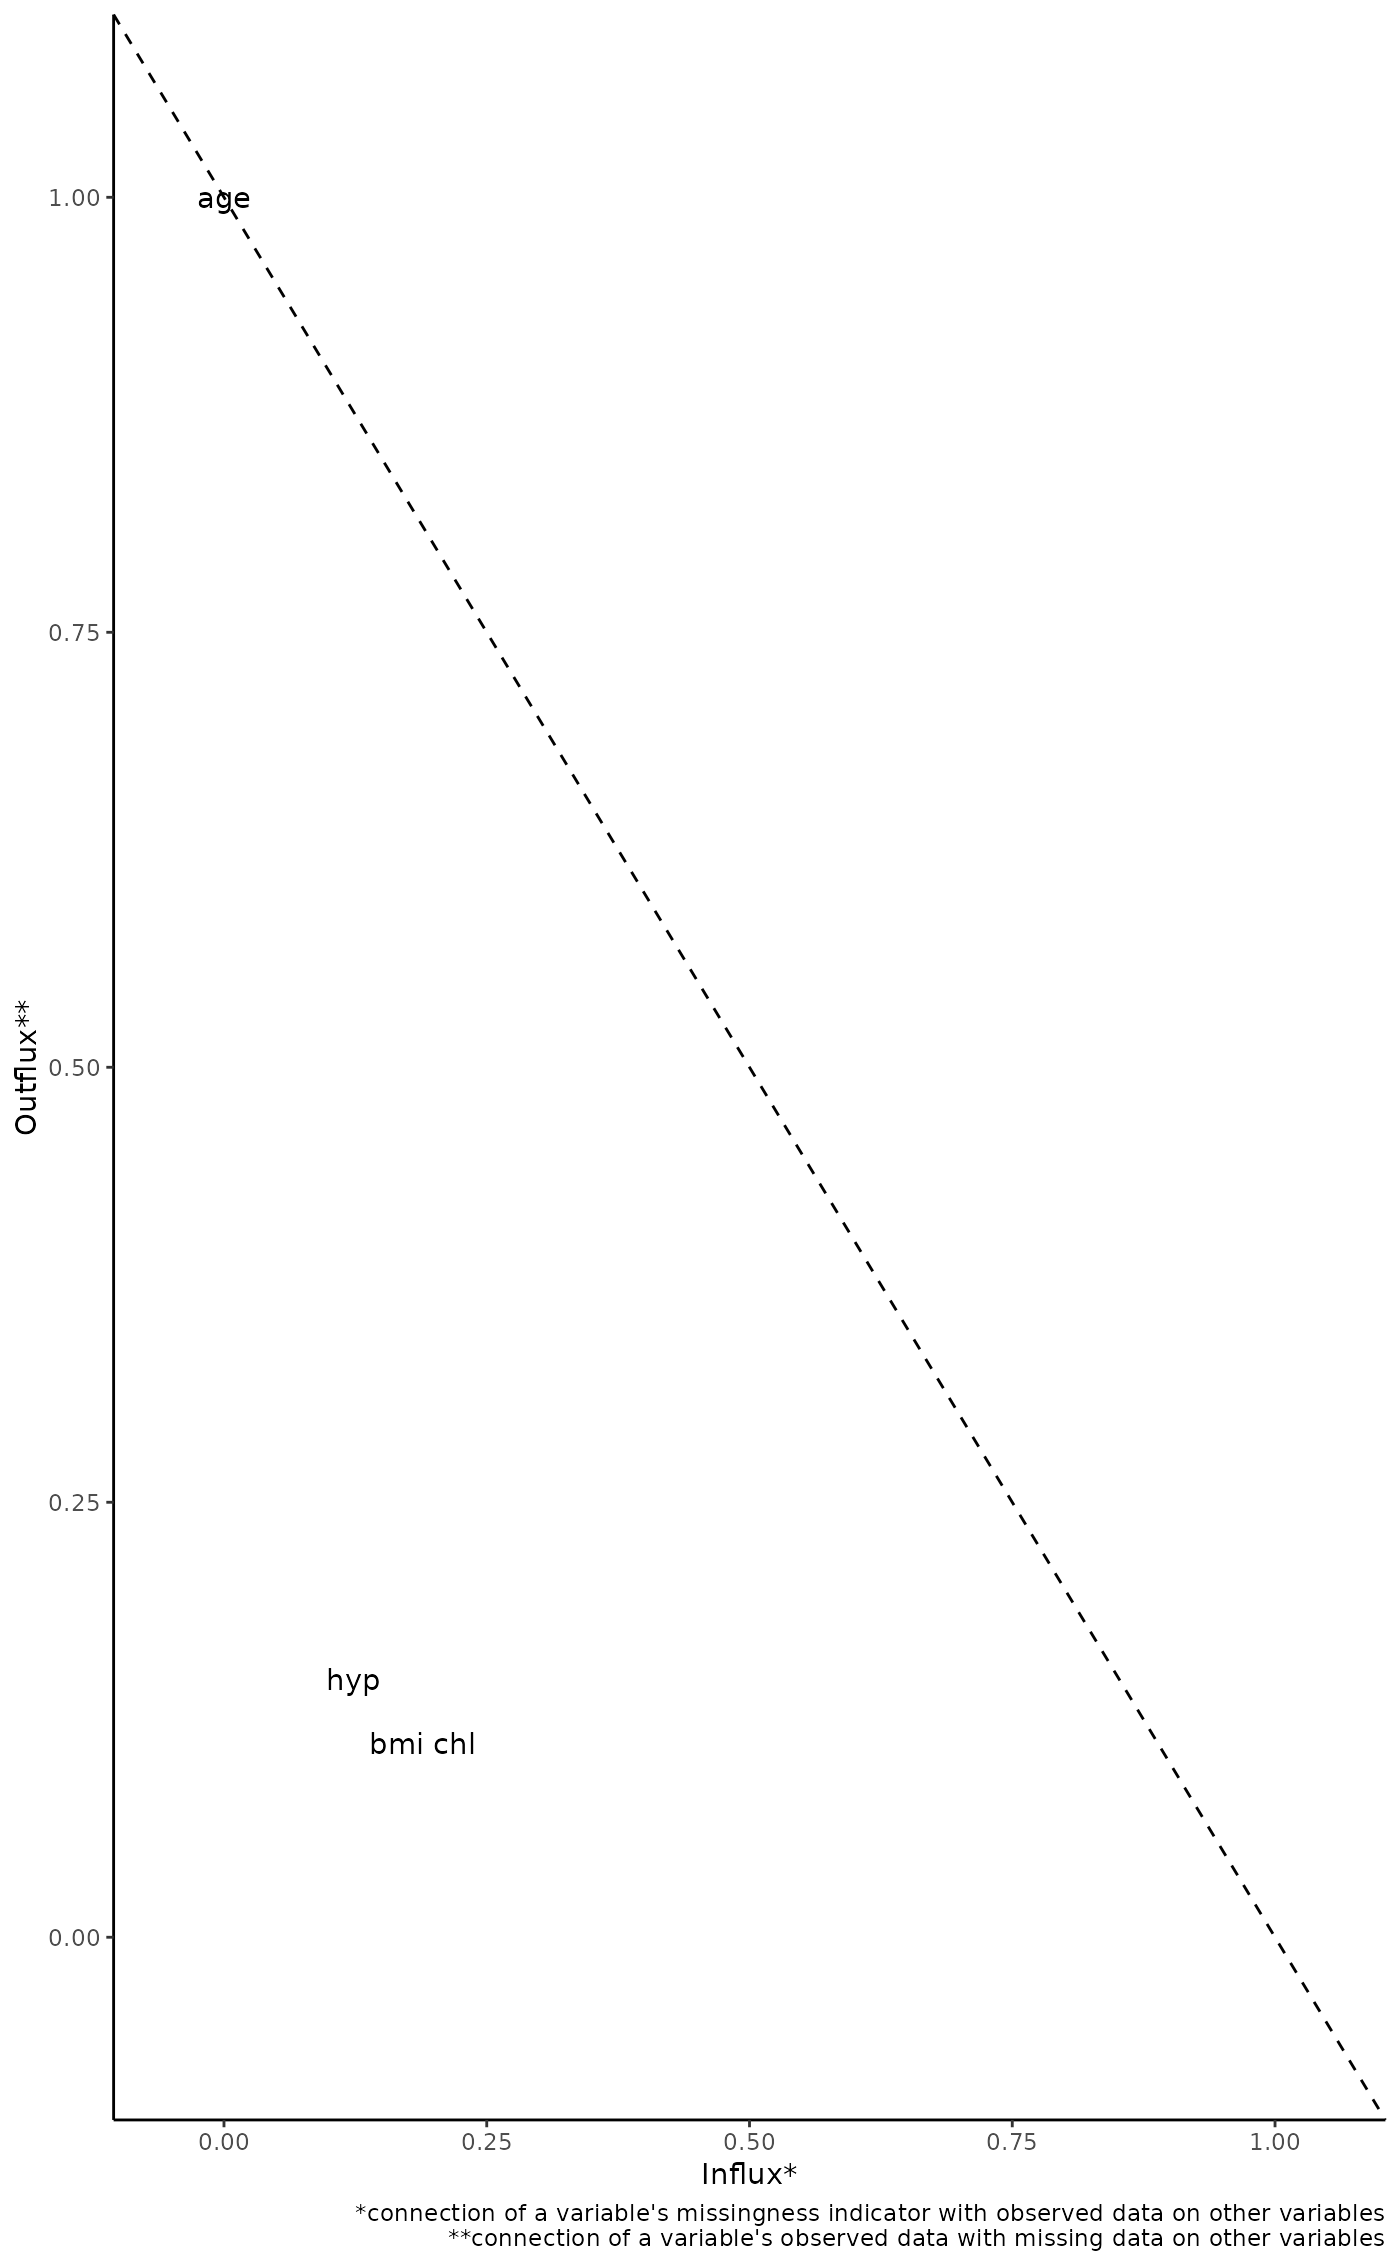 1.00
age
0.75
Outflux**
0.50
0.25
hyp
bmi chl
0.00
0.00 0.25 0.50 0.75 1.00
Influx*
*connection of a variable's missingness indicator with observed data on other variables
**connection of a variable's observed data with missing data on other variables